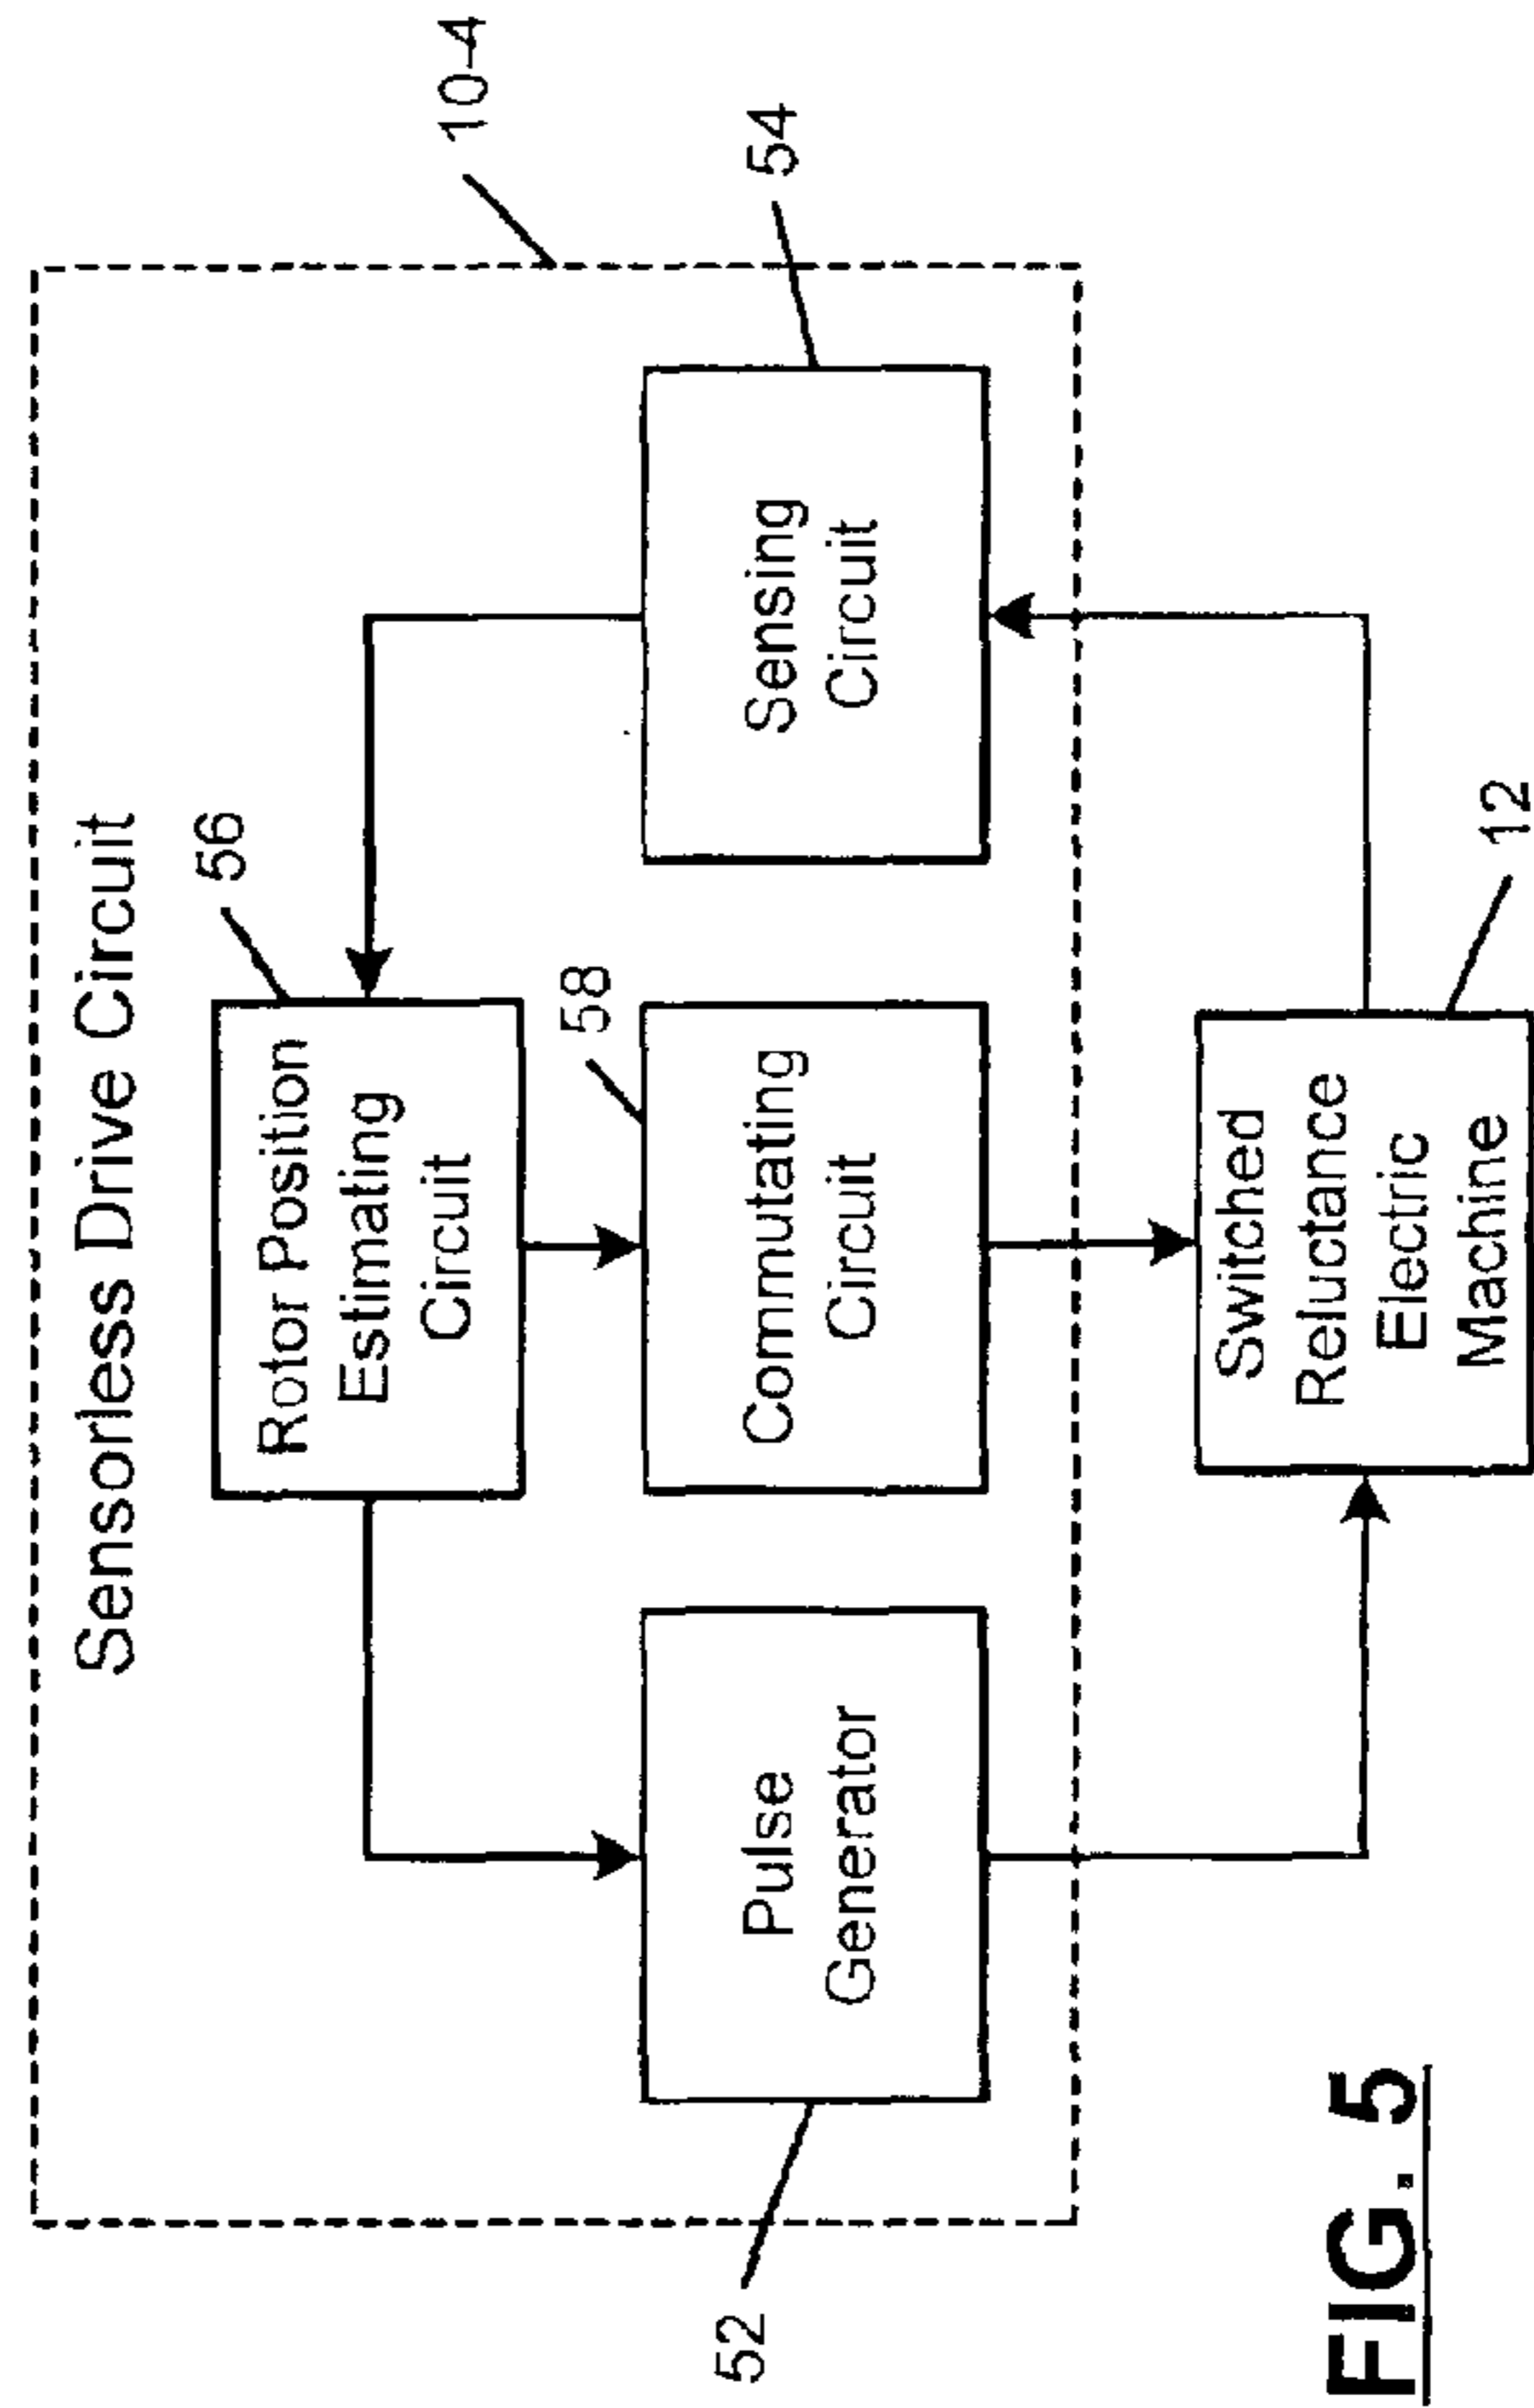 10-4
Sensorless Drive Circuit
56
Rotor Position
Estimating
Circuit
52
Pulse
Generator
58
Commutating
Circuit
54
Sensing
Circuit
Switched
Reluctance
Electric
Machine
12
FIG. 5